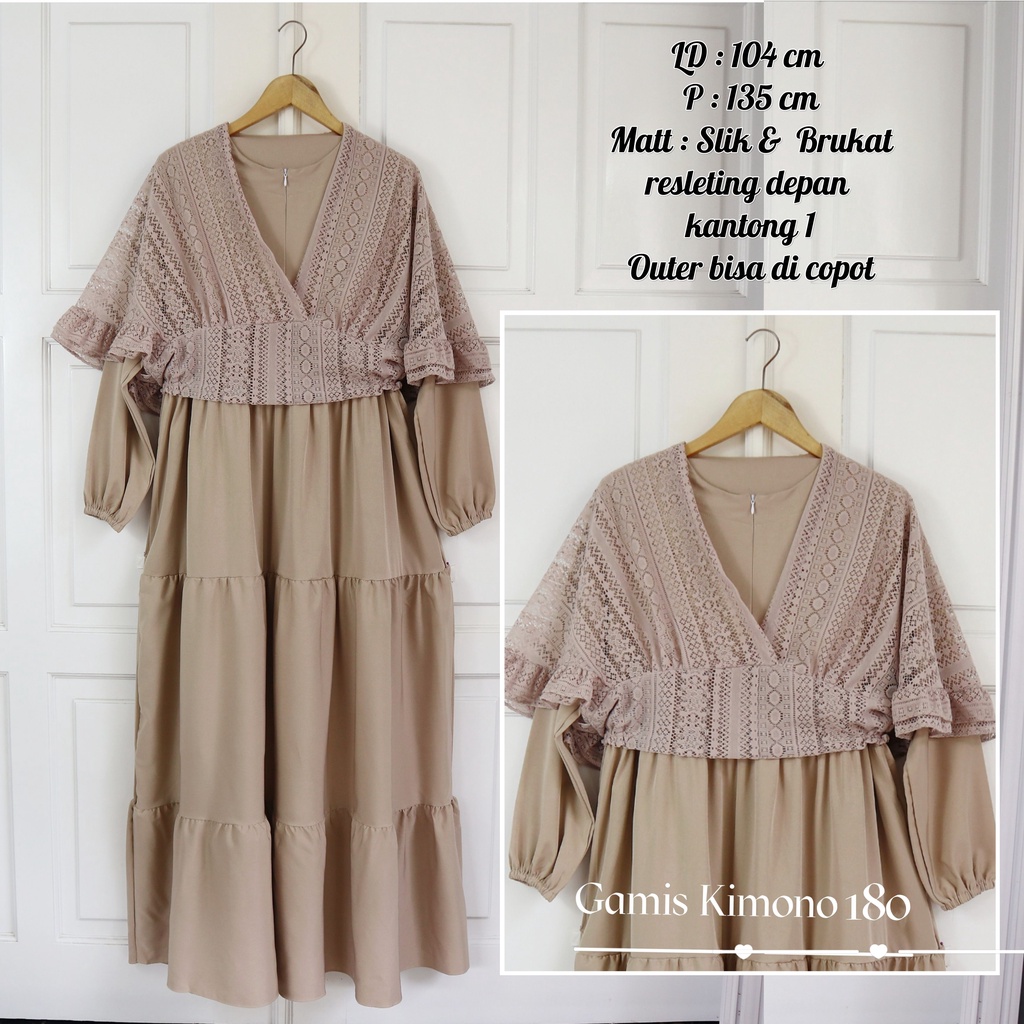 LD : 104 cm
P : 135 cm
Matt : Slik & Brukat
resleting depan
kantong 1
Outer bisa di copot
Gamis Kimono 180